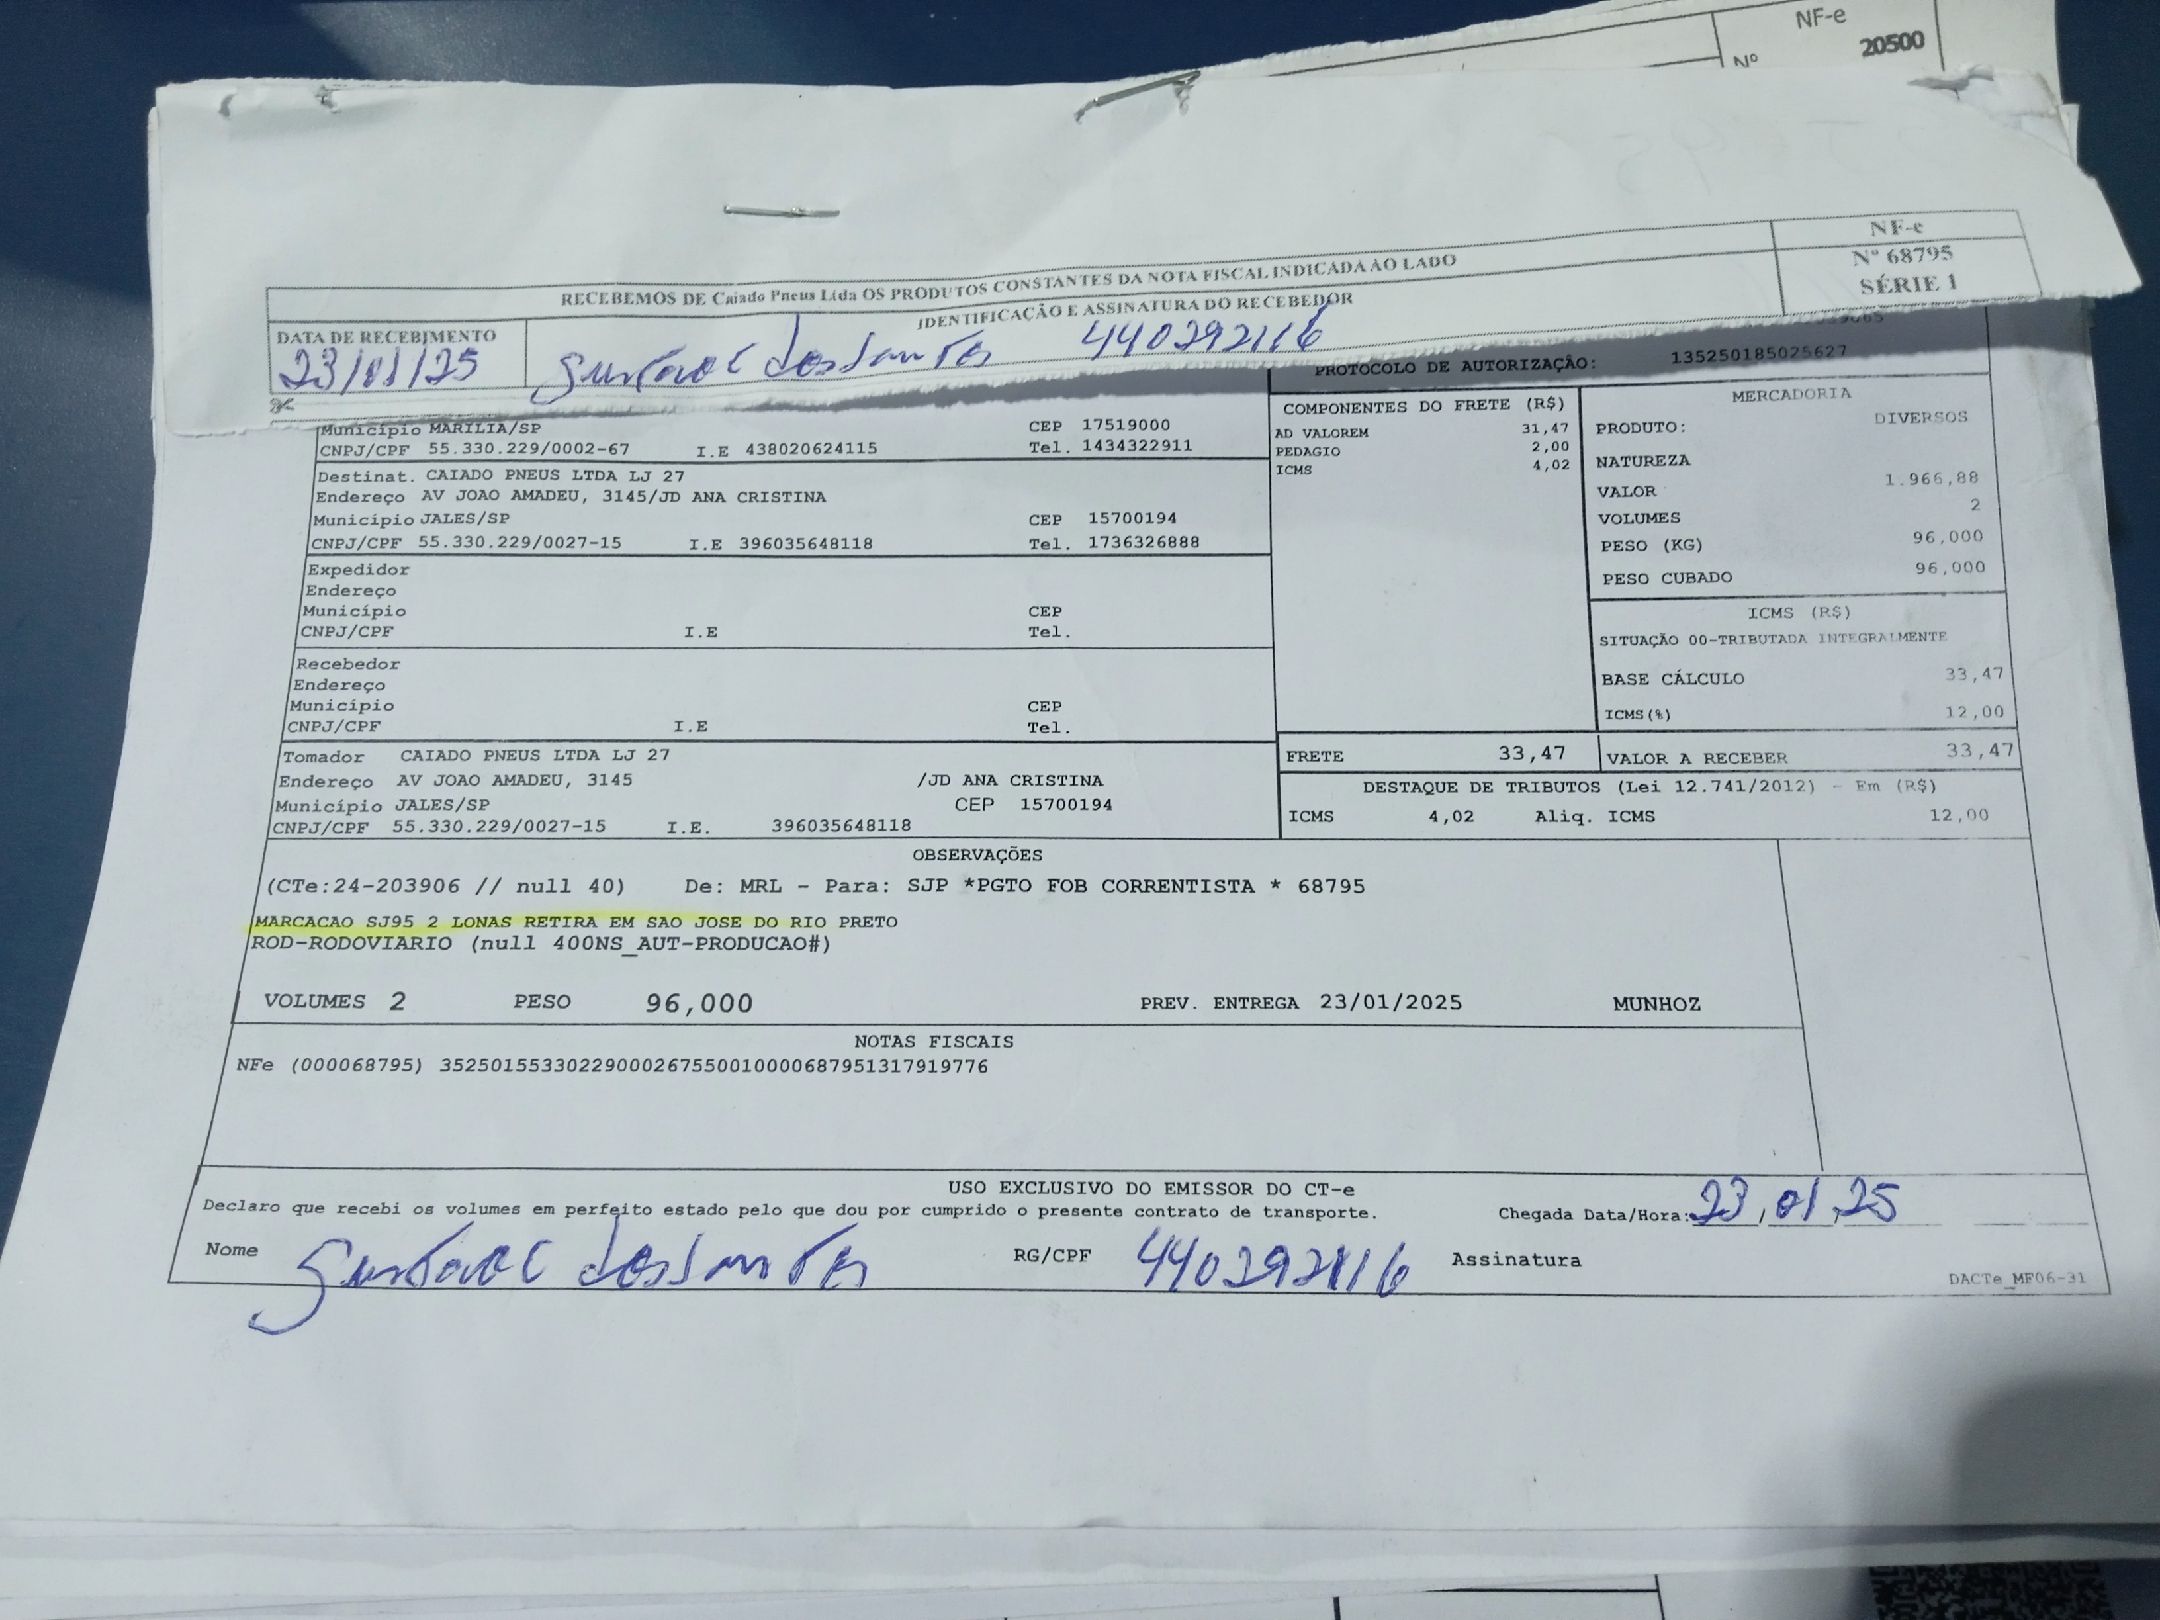 NF-e
Nº 20500
RECEBEMOS DE Caiado Pneus Ltda OS PRODUTOS CONSTANTES DA NOTA FISCAL INDICADA AO LADO
NF-e
Nº 68795
SÉRIE 1
DATA DE RECEBIMENTO
IDENTIFICAÇÃO E ASSINATURA DO RECEBEDOR
23/01/25
440292116
PROTOCOLO DE AUTORIZAÇÃO: 135250185025627
Município MARILIA/SP CEP 17519000
CNPJ/CPF 55.330.229/0002-67 I.E 438020624115 Tel. 1434322911
Destinat. CAIADO PNEUS LTDA LJ 27
Endereço AV JOAO AMADEU, 3145/JD ANA CRISTINA
Município JALES/SP CEP 15700194
CNPJ/CPF 55.330.229/0027-15 I.E 396035648118 Tel. 1736326888
Expedidor
Endereço
Município CEP
CNPJ/CPF I.E Tel.
Recebedor
Endereço
Município CEP
CNPJ/CPF I.E Tel.
Tomador CAIADO PNEUS LTDA LJ 27
Endereço AV JOAO AMADEU, 3145 /JD ANA CRISTINA
Município JALES/SP CEP 15700194
CNPJ/CPF 55.330.229/0027-15 I.E. 396035648118
COMPONENTES DO FRETE (R$)
AD VALOREM 31,47
PEDAGIO 2,00
ICMS 4,02
MERCADORIA
PRODUTO: DIVERSOS
NATUREZA
VALOR 1.966,88
VOLUMES 2
PESO (KG) 96,000
PESO CUBADO 96,000
ICMS (R$)
SITUAÇÃO 00-TRIBUTADA INTEGRALMENTE
BASE CÁLCULO 33,47
ICMS(%) 12,00
FRETE 33,47 VALOR A RECEBER 33,47
DESTAQUE DE TRIBUTOS (Lei 12.741/2012) - Em (R$)
ICMS 4,02 Aliq. ICMS 12,00
OBSERVAÇÕES
(CTe:24-203906 // null 40) De: MRL - Para: SJP *PGTO FOB CORRENTISTA * 68795
MARCACAO SJ95 2 LONAS RETIRA EM SAO JOSE DO RIO PRETO
ROD-RODOVIARIO (null 400NS_AUT-PRODUCAO#)
VOLUMES 2 PESO 96,000 PREV. ENTREGA 23/01/2025 MUNHOZ
NOTAS FISCAIS
NFe (000068795) 35250155330229000267550010000687951317919776
USO EXCLUSIVO DO EMISSOR DO CT-e
Declaro que recebi os volumes em perfeito estado pelo que dou por cumprido o presente contrato de transporte. Chegada Data/Hora: 23/01/25
Nome RG/CPF 440292116 Assinatura
DACTe_MF06-31